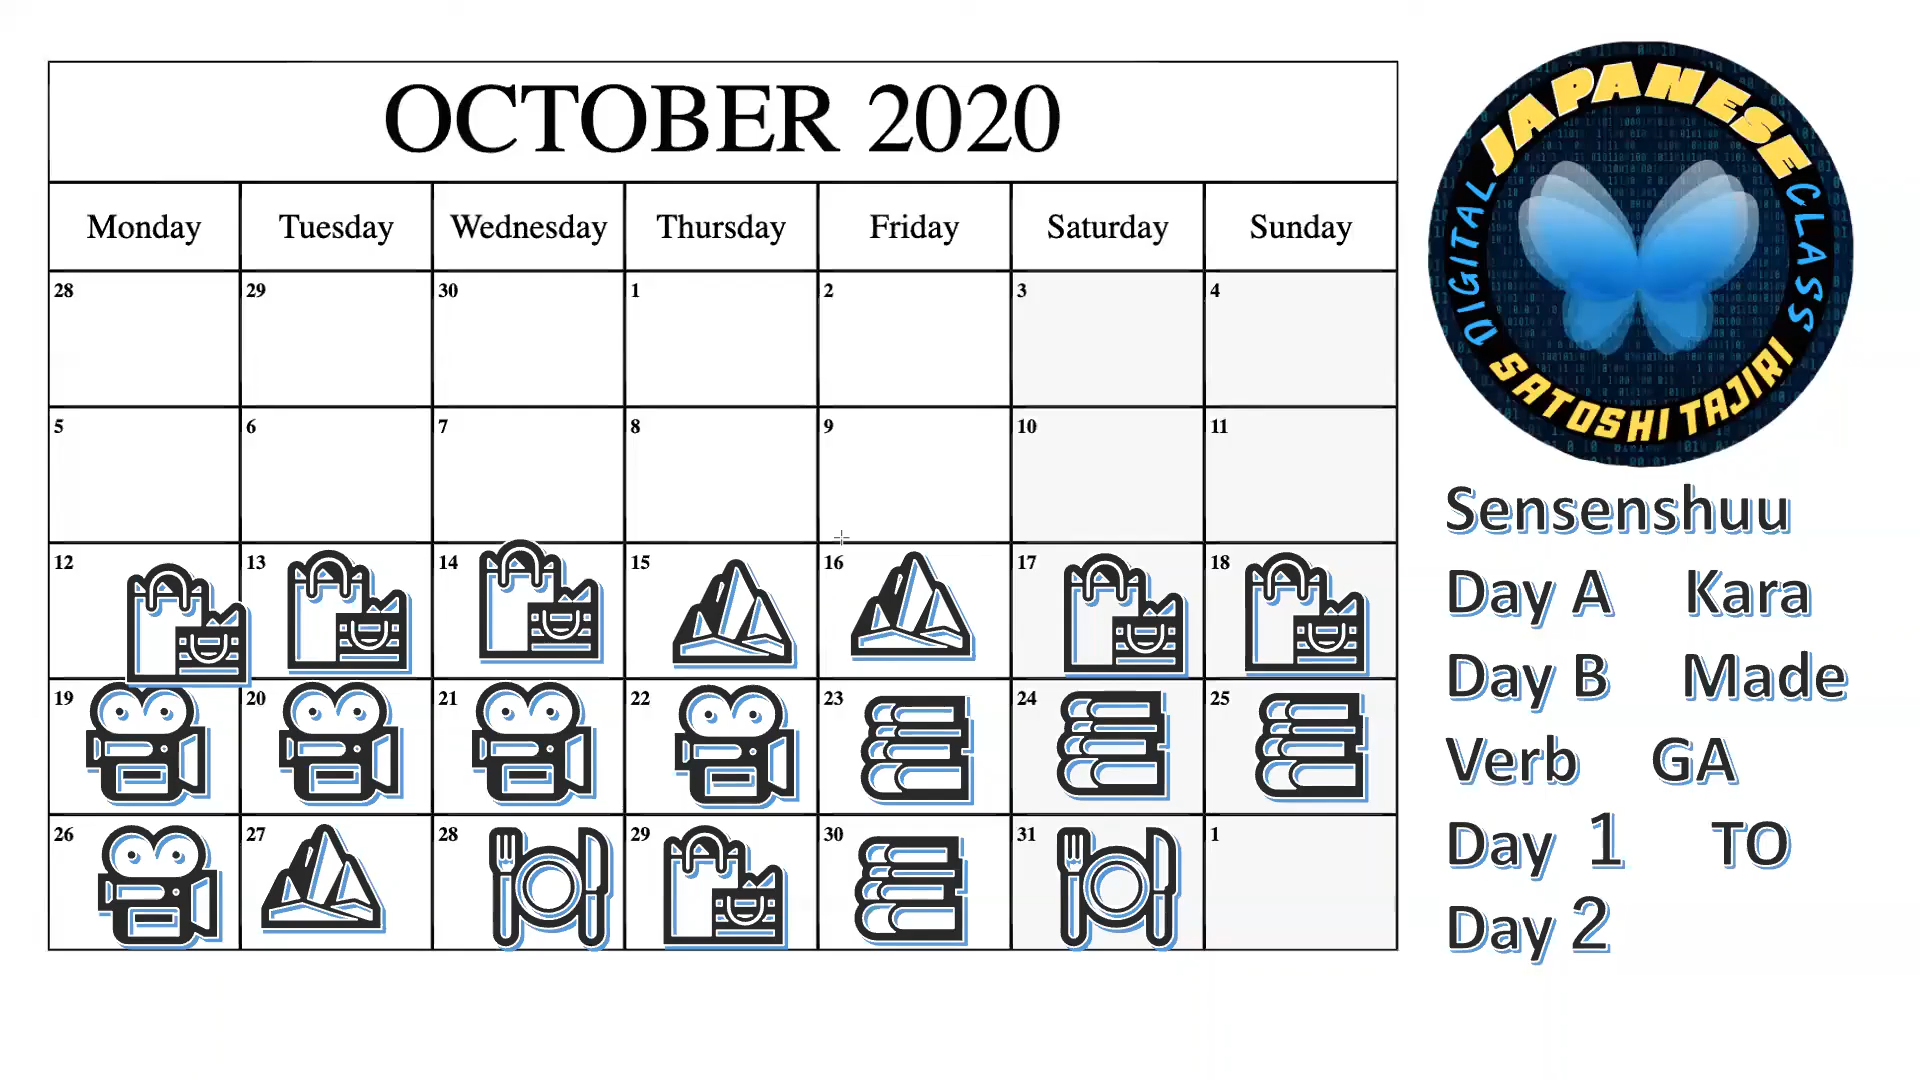 OCTOBER 2020
Monday Tuesday Wednesday Thursday Friday Saturday Sunday
28 29 30 1 2 3 4
5 6 7 8 9 10 11
12 13 14 15 16 17 18
19 20 21 22 23 24 25
26 27 28 29 30 31 1
DIGITAL JAPANESE CLASS
SATOSHI TAJIRI
Sensenshuu
Day A Kara
Day B Made
Verb GA
Day 1 TO
Day 2